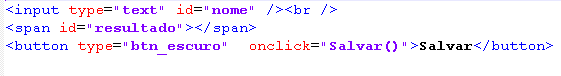 <input type="text" id="nome" /><br />
<span id="resultado"></span>
<button type="btn_escuro"  onclick="Salvar()">Salvar</button>